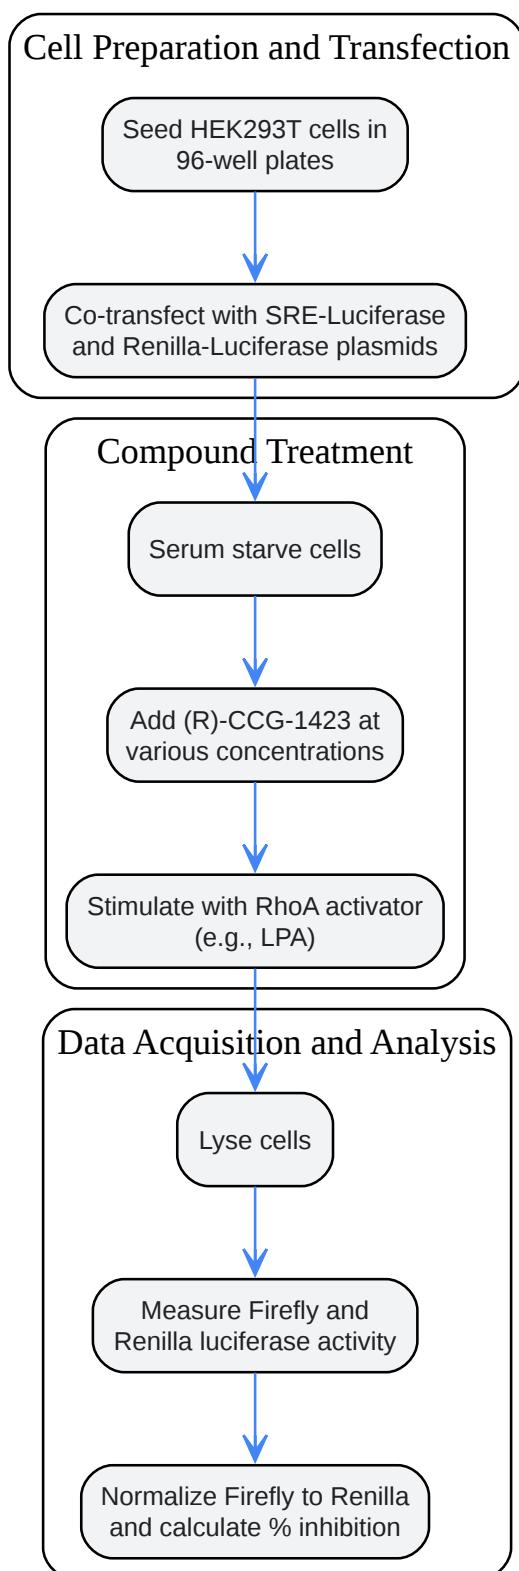 Cell Preparation and Transfection
Seed HEK293T cells in
96-well plates
Co-transfect with SRE-Luciferase
and Renilla-Luciferase plasmids
Compound Treatment
Serum starve cells
Add (R)-CCG-1423 at
various concentrations
Stimulate with RhoA activator
(e.g., LPA)
Data Acquisition and Analysis
Lyse cells
Measure Firefly and
Renilla luciferase activity
Normalize Firefly to Renilla
and calculate % inhibition